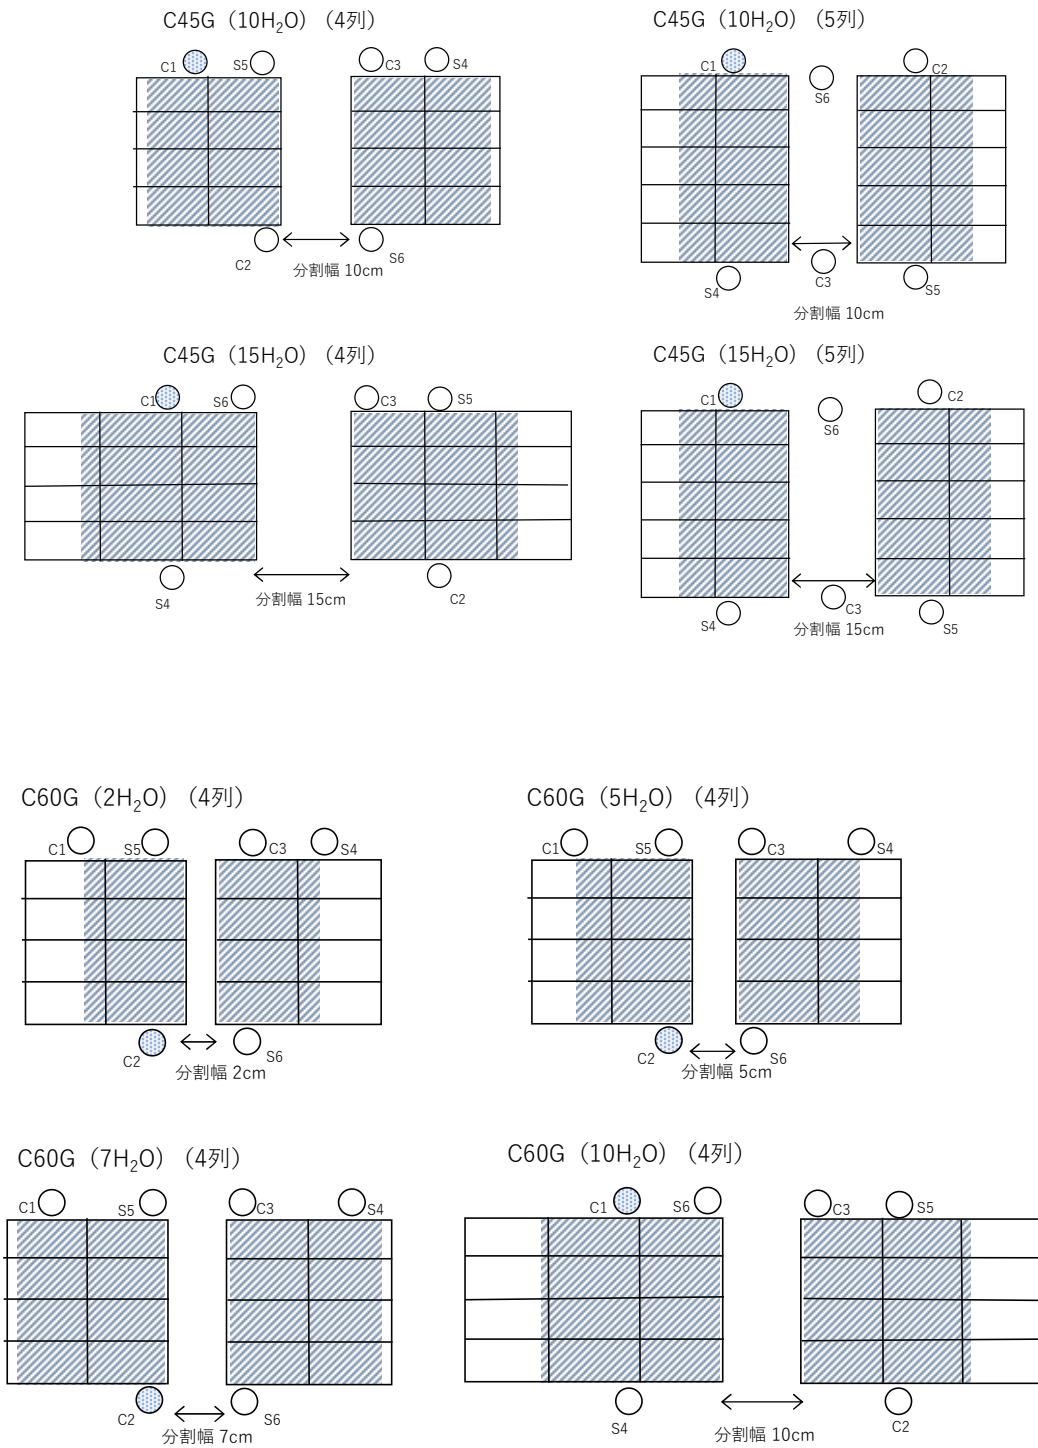 C45G（10H₂O）（4列）
C1
S5
C3
S4
C2
分割幅 10cm
S6
C45G（10H₂O）（5列）
C1
S6
C2
S4
C3
S5
分割幅 10cm
C45G（15H₂O）（4列）
C1
S6
C3
S5
S4
分割幅 15cm
C2
C45G（15H₂O）（5列）
C1
S6
C2
S4
C3
S5
分割幅 15cm
C60G（2H₂O）（4列）
C1
S5
C3
S4
C2
S6
分割幅 2cm
C60G（5H₂O）（4列）
C1
S5
C3
S4
C2
S6
分割幅 5cm
C60G（7H₂O）（4列）
C1
S5
C3
S4
C2
S6
分割幅 7cm
C60G（10H₂O）（4列）
C1
S6
C3
S5
S4
C2
分割幅 10cm